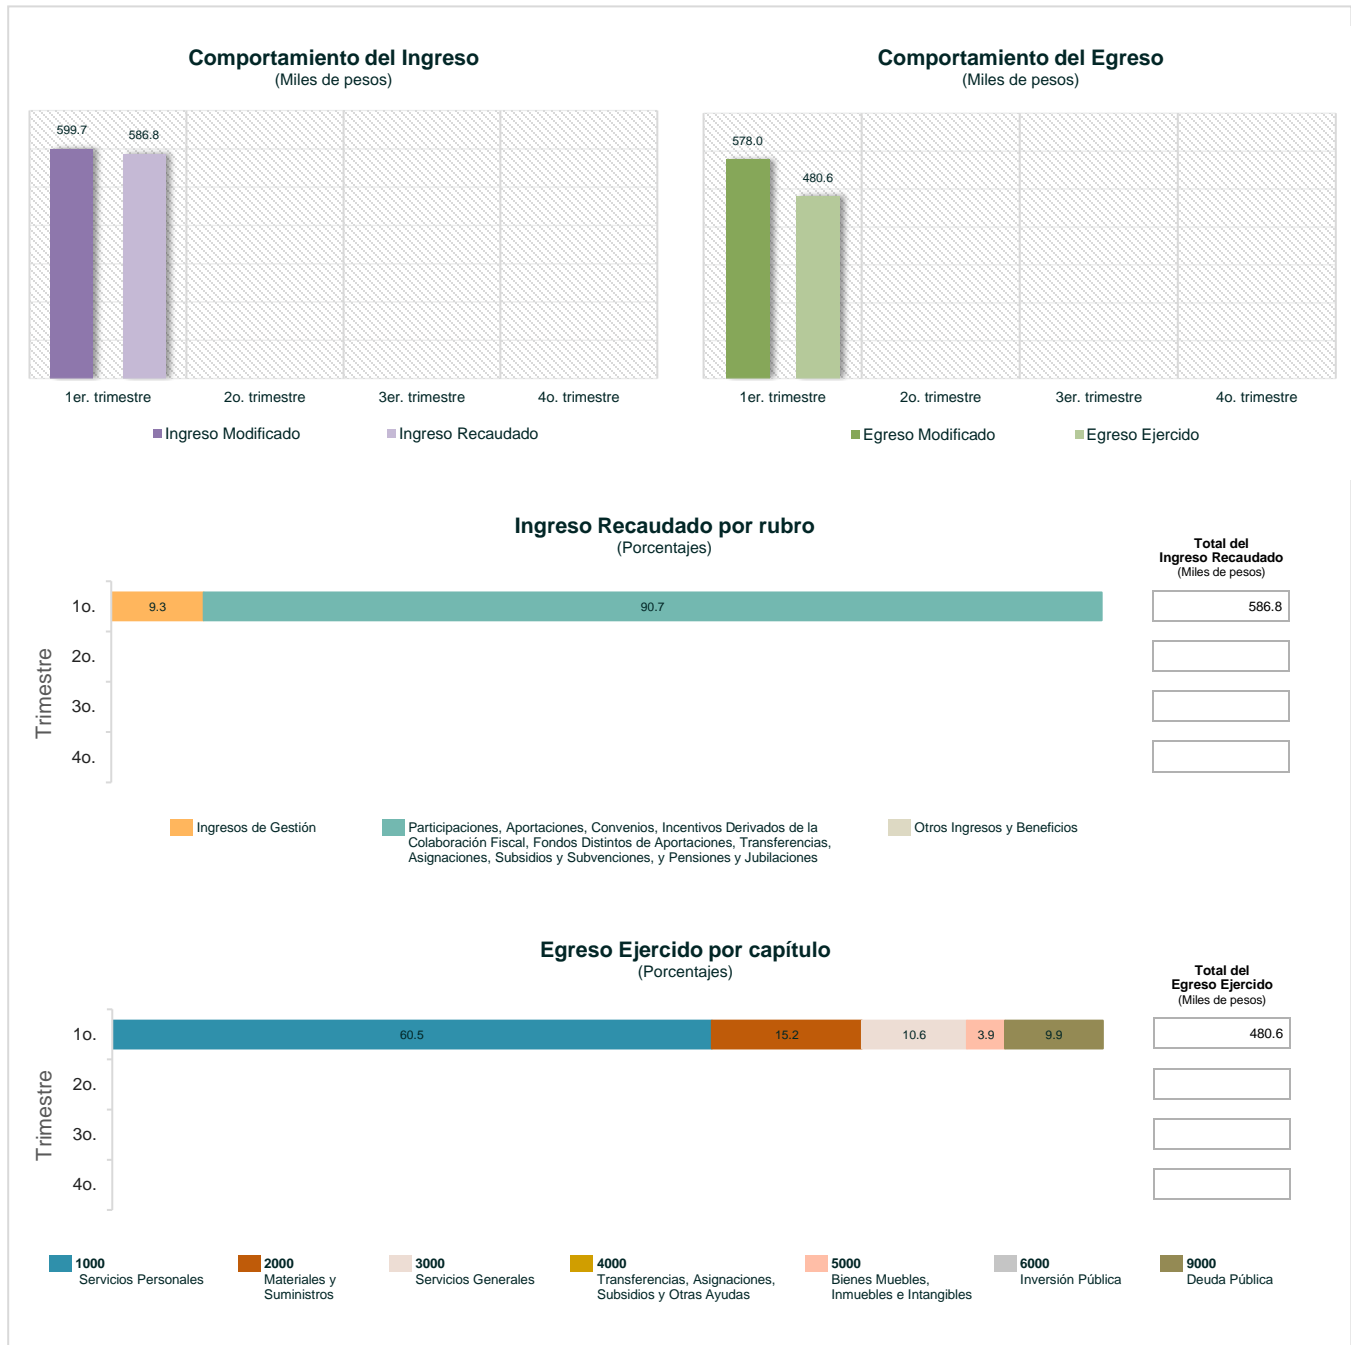 Comportamiento del Ingreso
(Miles de pesos)
599.7
586.8
1er. trimestre
2o. trimestre
3er. trimestre
4o. trimestre
Ingreso Modificado
Ingreso Recaudado
Comportamiento del Egreso
(Miles de pesos)
578.0
480.6
1er. trimestre
2o. trimestre
3er. trimestre
4o. trimestre
Egreso Modificado
Egreso Ejercido
Ingreso Recaudado por rubro
(Porcentajes)
Total del
Ingreso Recaudado
(Miles de pesos)
Trimestre
1o.
9.3
90.7
586.8
2o.
3o.
4o.
Ingresos de Gestión
Participaciones, Aportaciones, Convenios, Incentivos Derivados de la
Colaboración Fiscal, Fondos Distintos de Aportaciones, Transferencias,
Asignaciones, Subsidios y Subvenciones, y Pensiones y Jubilaciones
Otros Ingresos y Beneficios
Egreso Ejercido por capítulo
(Porcentajes)
Total del
Egreso Ejercido
(Miles de pesos)
Trimestre
1o.
60.5
15.2
10.6
3.9
9.9
480.6
2o.
3o.
4o.
1000
Servicios Personales
2000
Materiales y
Suministros
3000
Servicios Generales
4000
Transferencias, Asignaciones,
Subsidios y Otras Ayudas
5000
Bienes Muebles,
Inmuebles e Intangibles
6000
Inversión Pública
9000
Deuda Pública